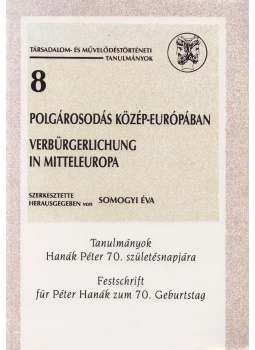 TÁRSADALOM- ÉS MŰVELŐDÉSTÖRTÉNETI
TANULMÁNYOK
8
POLGÁROSODÁS KÖZÉP-EURÓPÁBAN
VERBÜRGERLICHUNG
IN MITTELEUROPA
SZERKESZTETTE
HERAUSGEGEBEN von SOMOGYI ÉVA
Tanulmányok
Hanák Péter 70. születésnapjára
Festschrift
für Péter Hanák zum 70. Geburtstag